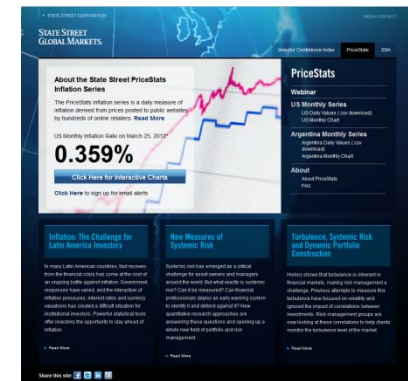 STATE STREET CORPORATION
MEDIA CONTACT
STATE STREET
GLOBAL MARKETS.
Investor Confidence Index
PriceStats
DSA
About the State Street PriceStats
Inflation Series
The PriceStats inflation series is a daily measure of
inflation derived from prices posted to public websites
by hundreds of online retailers. Read More
US Monthly Inflation Rate on March 25, 2012*
0.359%
Click Here for Interactive Charts
Click Here to sign up for email alerts
PriceStats
Webinar
US Monthly Series
US Daily Values (.csv download)
US Monthly Chart
Argentina Monthly Series
Argentina Daily Values (.csv
download)
Argentina Monthly Chart
About
About PriceStats
FAQ
Inflation: The Challenge for
Latin America Investors
In many Latin American countries, fast recovery
from the financial crisis has come at the cost of
an ongoing battle against inflation. Government
responses have varied, and the interaction of
inflation pressures, interest rates and currency
valuations has created a difficult situation for
institutional investors. Powerful statistical tools
offer investors the opportunity to stay ahead of
inflation.
Read More
New Measures of
Systemic Risk
Systemic risk has emerged as a critical
challenge for asset owners and managers
around the world. But what exactly is systemic
risk? Can it be measured? Can financial
professionals deploy an early warning system
to identify it and defend against it? New
quantitative research approaches are
answering these questions and opening up a
whole new field of portfolio and risk
management.
Read More
Turbulence, Systemic Risk
and Dynamic Portfolio
Construction
History shows that turbulence is inherent in
financial markets, making risk management a
challenge. Previous attempts to measure this
turbulence have focused on volatility and
ignored the impact of correlations between
investments. Risk management groups are
now looking at these correlations to help clients
monitor the turbulence level of the market.
Read More
Share this site: